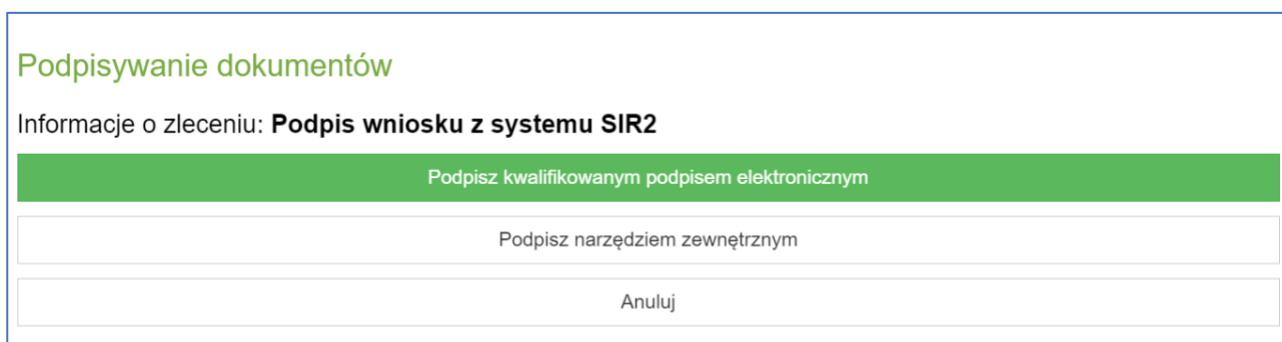 Podpisywanie dokumentów
Informacje o zleceniu: Podpis wniosku z systemu SIR2
Podpisz kwalifikowanym podpisem elektronicznym
Podpisz narzędziem zewnętrznym
Anuluj